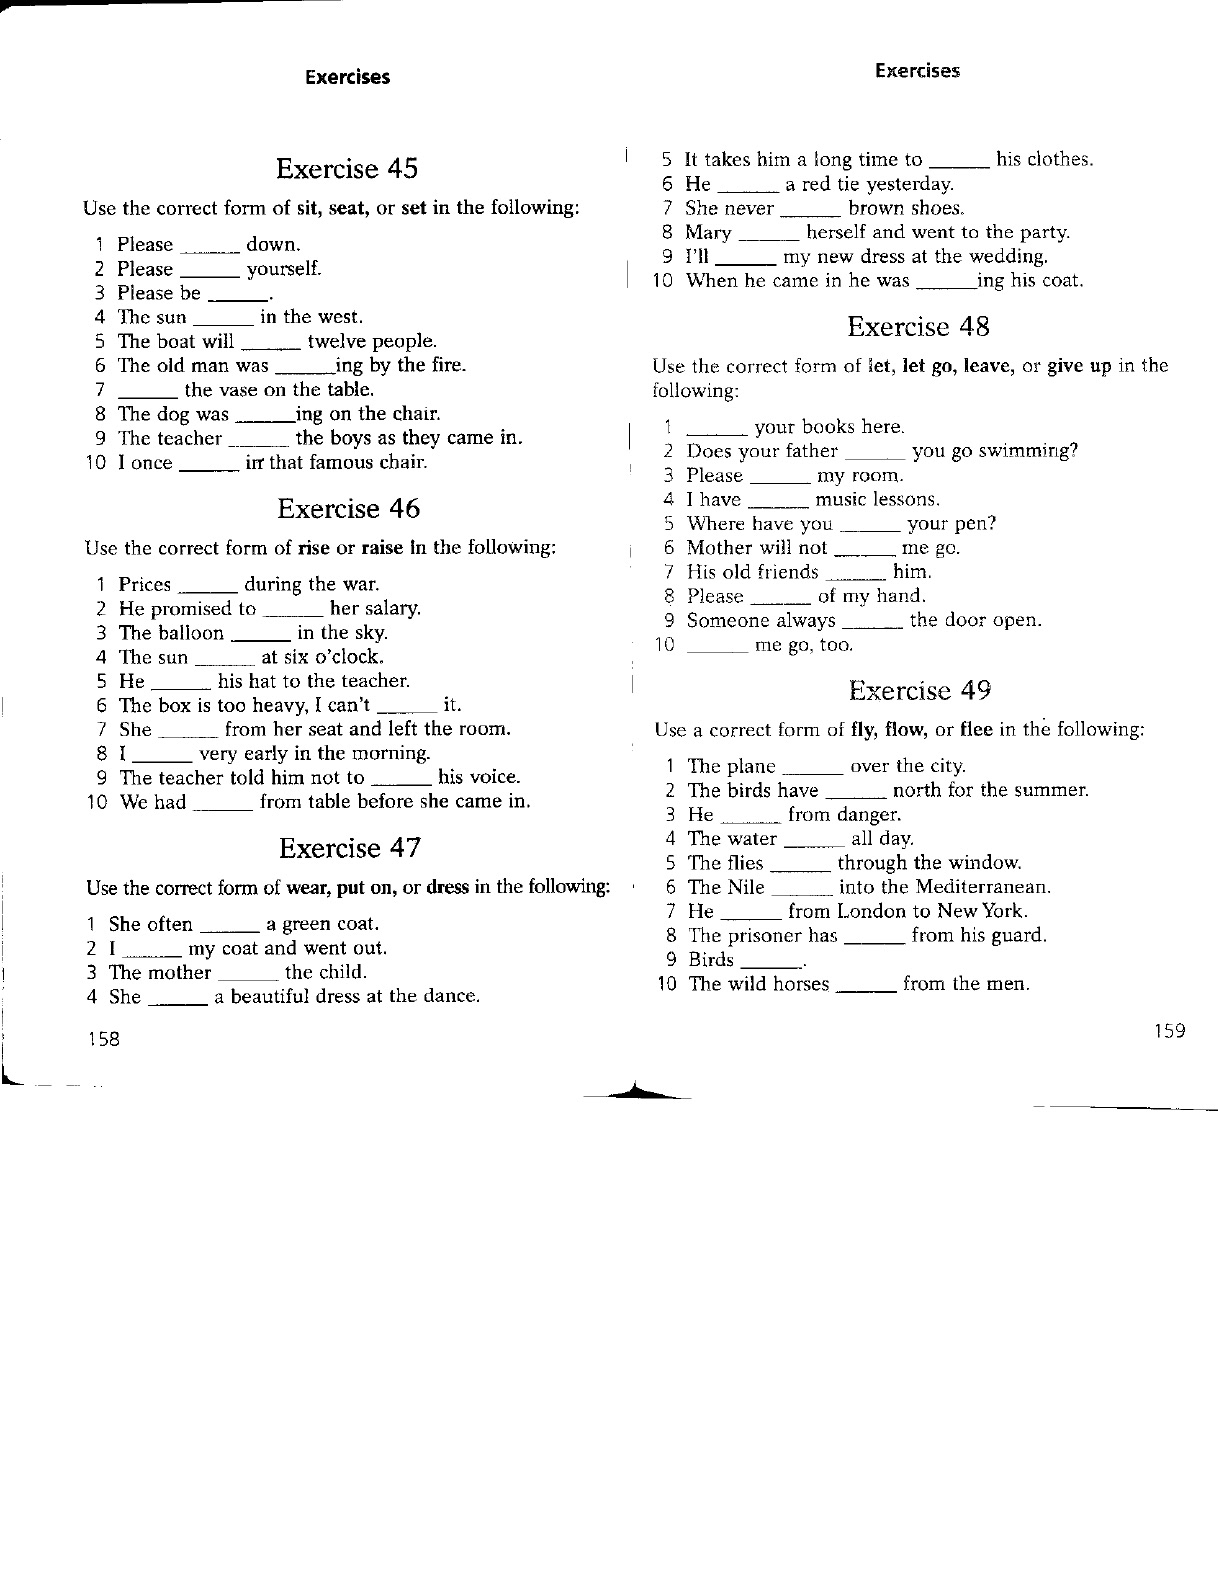 Exercises
Exercise 45
Use the correct form of sit, seat, or set in the following:
1 Please ______ down.
2 Please ______ yourself.
3 Please be ______.
4 The sun ______ in the west.
5 The boat will ______ twelve people.
6 The old man was ______ing by the fire.
7 ______ the vase on the table.
8 The dog was ______ing on the chair.
9 The teacher ______ the boys as they came in.
10 I once ______ in that famous chair.
Exercise 46
Use the correct form of rise or raise in the following:
1 Prices ______ during the war.
2 He promised to ______ her salary.
3 The balloon ______ in the sky.
4 The sun ______ at six o'clock.
5 He ______ his hat to the teacher.
6 The box is too heavy, I can't ______ it.
7 She ______ from her seat and left the room.
8 I ______ very early in the morning.
9 The teacher told him not to ______ his voice.
10 We had ______ from table before she came in.
Exercise 47
Use the correct form of wear, put on, or dress in the following:
1 She often ______ a green coat.
2 I ______ my coat and went out.
3 The mother ______ the child.
4 She ______ a beautiful dress at the dance.
158
Exercises
5 It takes him a long time to ______ his clothes.
6 He ______ a red tie yesterday.
7 She never ______ brown shoes.
8 Mary ______ herself and went to the party.
9 I'll ______ my new dress at the wedding.
10 When he came in he was ______ing his coat.
Exercise 48
Use the correct form of let, let go, leave, or give up in the
following:
1 ______ your books here.
2 Does your father ______ you go swimming?
3 Please ______ my room.
4 I have ______ music lessons.
5 Where have you ______ your pen?
6 Mother will not ______ me go.
7 His old friends ______ him.
8 Please ______ of my hand.
9 Someone always ______ the door open.
10 ______ me go, too.
Exercise 49
Use a correct form of fly, flow, or flee in the following:
1 The plane ______ over the city.
2 The birds have ______ north for the summer.
3 He ______ from danger.
4 The water ______ all day.
5 The flies ______ through the window.
6 The Nile ______ into the Mediterranean.
7 He ______ from London to New York.
8 The prisoner has ______ from his guard.
9 Birds ______.
10 The wild horses ______ from the men.
159